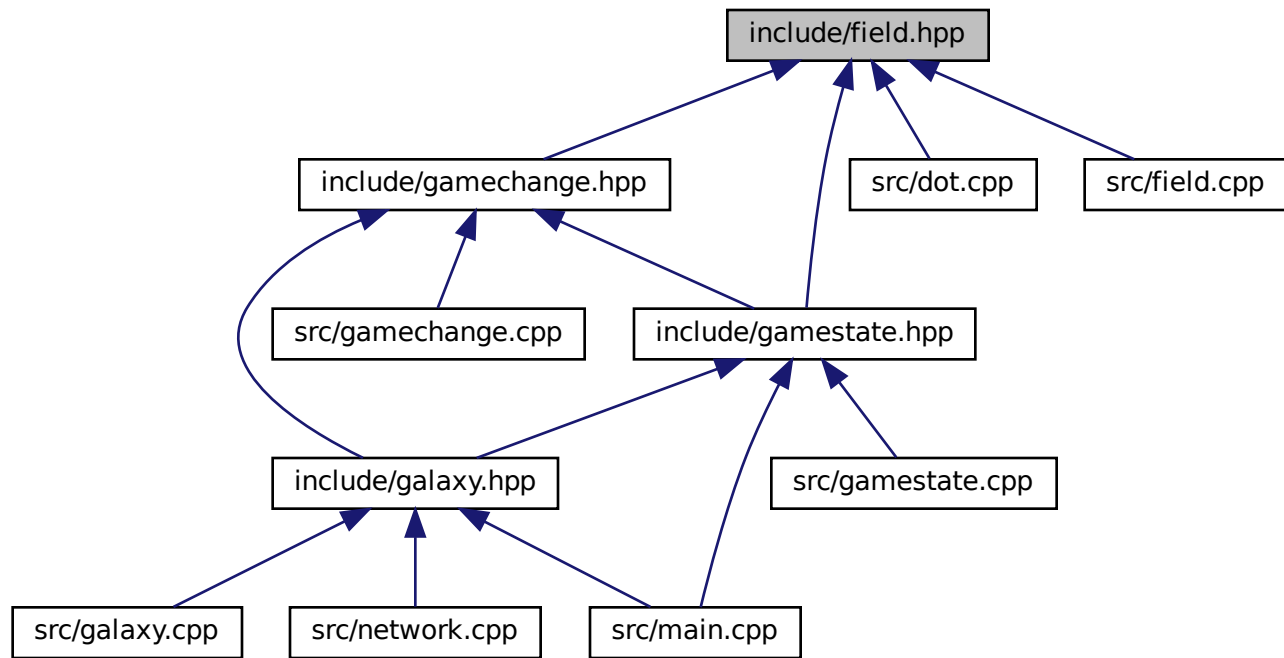 include/field.hpp
include/gamechange.hpp
src/dot.cpp
src/field.cpp
src/gamechange.cpp
include/gamestate.hpp
include/galaxy.hpp
src/gamestate.cpp
src/galaxy.cpp
src/network.cpp
src/main.cpp